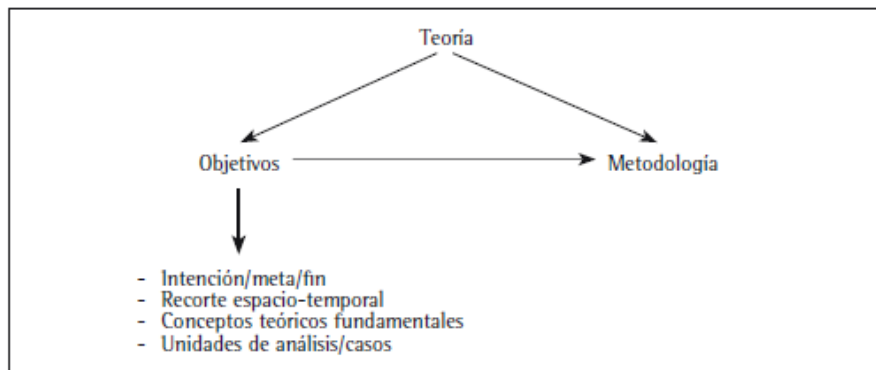 Teoría
Objetivos
Metodología
- Intención/meta/fin
- Recorte espacio-temporal
- Conceptos teóricos fundamentales
- Unidades de análisis/casos